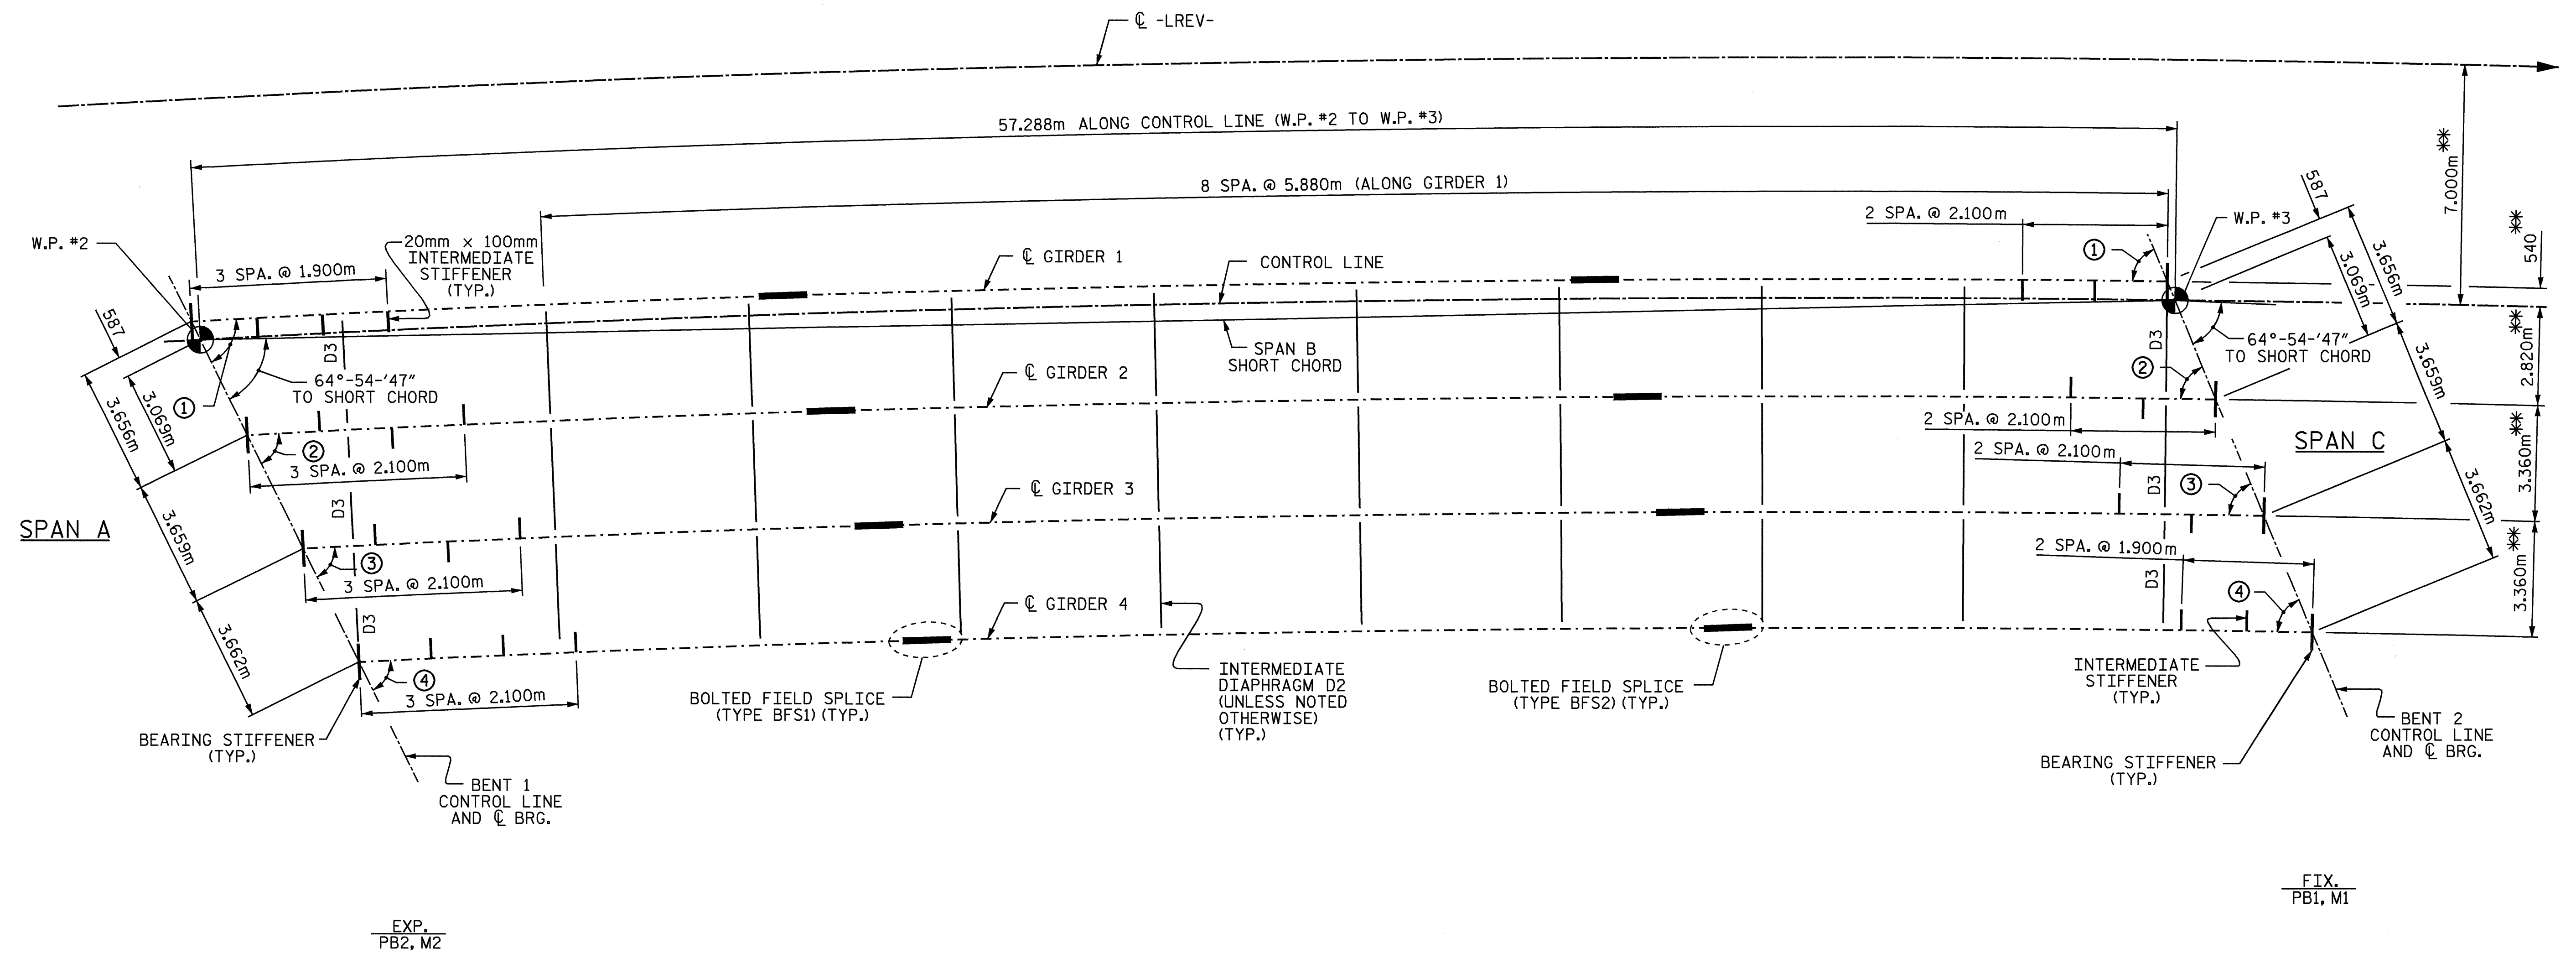 ℄ -LREV-
57.288m ALONG CONTROL LINE (W.P. #2 TO W.P. #3)
8 SPA. @ 5.880m (ALONG GIRDER 1)
7.000m**
587
2 SPA. @ 2.100m
W.P. #3
540**
W.P. #2
20mm x 100mm
INTERMEDIATE
STIFFENER
(TYP.)
3 SPA. @ 1.900m
℄ GIRDER 1
CONTROL LINE
1
3.656m
3.069m
587
D3
64°-54-'47"
TO SHORT CHORD
1
3.656m
3.069m
SPAN B
SHORT CHORD
℄ GIRDER 2
D3
64°-54-'47"
TO SHORT CHORD
2
3.659m
2.820m**
2
3 SPA. @ 2.100m
2 SPA. @ 2.100m
SPAN C
2 SPA. @ 2.100m
D3
3
3.662m
3.360m**
SPAN A
3.659m
D3
℄ GIRDER 3
3
3 SPA. @ 2.100m
2 SPA. @ 1.900m
D3
4
3.360m**
3.662m
D3
℄ GIRDER 4
4
3 SPA. @ 2.100m
BOLTED FIELD SPLICE
(TYPE BFS1) (TYP.)
INTERMEDIATE
DIAPHRAGM D2
(UNLESS NOTED
OTHERWISE)
(TYP.)
BOLTED FIELD SPLICE
(TYPE BFS2) (TYP.)
INTERMEDIATE
STIFFENER
(TYP.)
BEARING STIFFENER
(TYP.)
BENT 1
CONTROL LINE
AND ℄ BRG.
BEARING STIFFENER
(TYP.)
BENT 2
CONTROL LINE
AND ℄ BRG.
EXP.
PB2, M2
FIX.
PB1, M1